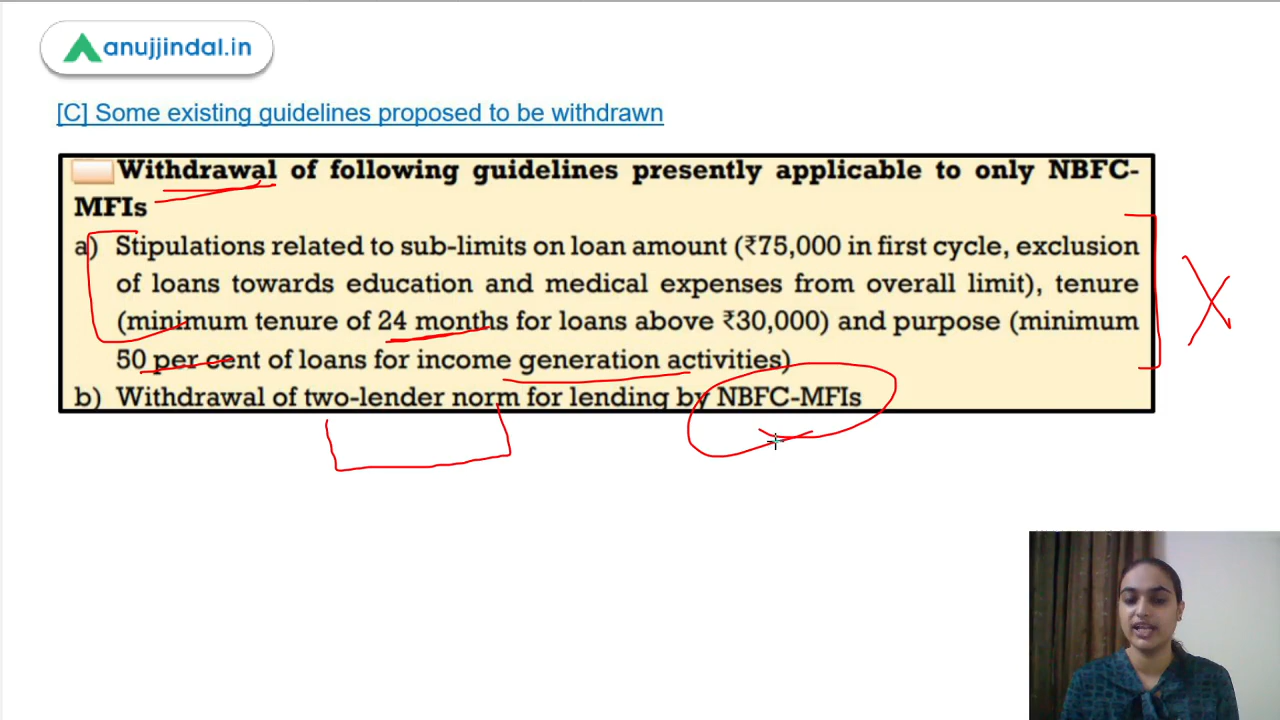 anujjindal.in
[C] Some existing guidelines proposed to be withdrawn
Withdrawal of following guidelines presently applicable to only NBFC-
MFIs
a) Stipulations related to sub-limits on loan amount (₹75,000 in first cycle, exclusion
of loans towards education and medical expenses from overall limit), tenure
(minimum tenure of 24 months for loans above ₹30,000) and purpose (minimum
50 per cent of loans for income generation activities)
b) Withdrawal of two-lender norm for lending by NBFC-MFIs